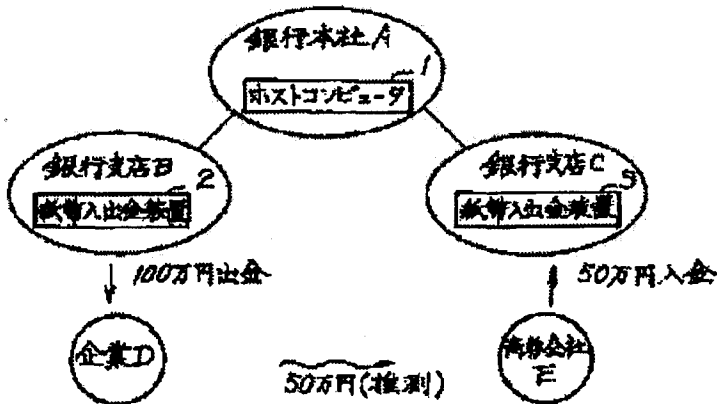 銀行本社A
1
ホストコンピュータ
銀行支店B
2
紙幣入出金装置
銀行支店C
3
紙幣入出金装置
100万円出金
50万円入金
企業D
50万円(推測)
会社
E